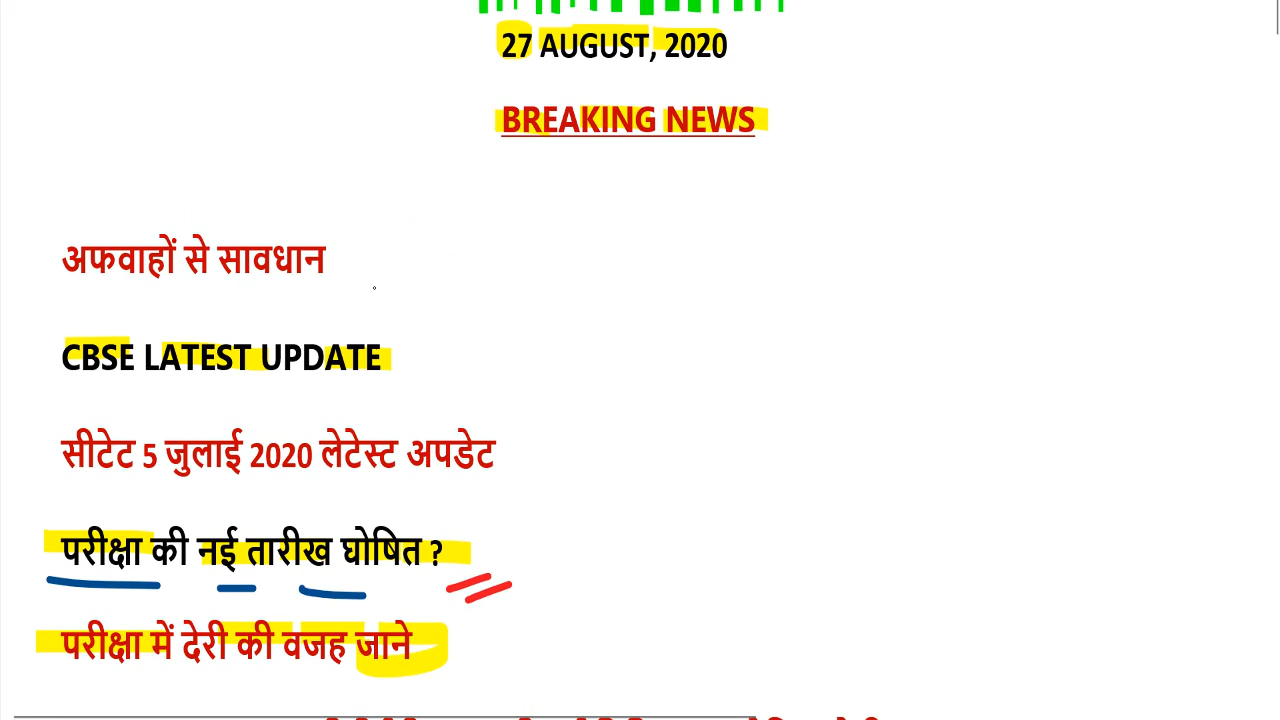 27 AUGUST, 2020
BREAKING NEWS
अफवाहों से सावधान
CBSE LATEST UPDATE
सीटेट 5 जुलाई 2020 लेटेस्ट अपडेट
परीक्षा की नई तारीख घोषित ?
परीक्षा में देरी की वजह जाने